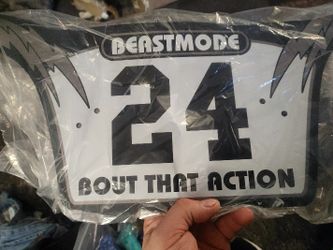 BEASTMODE
24
BOUT THAT ACTION